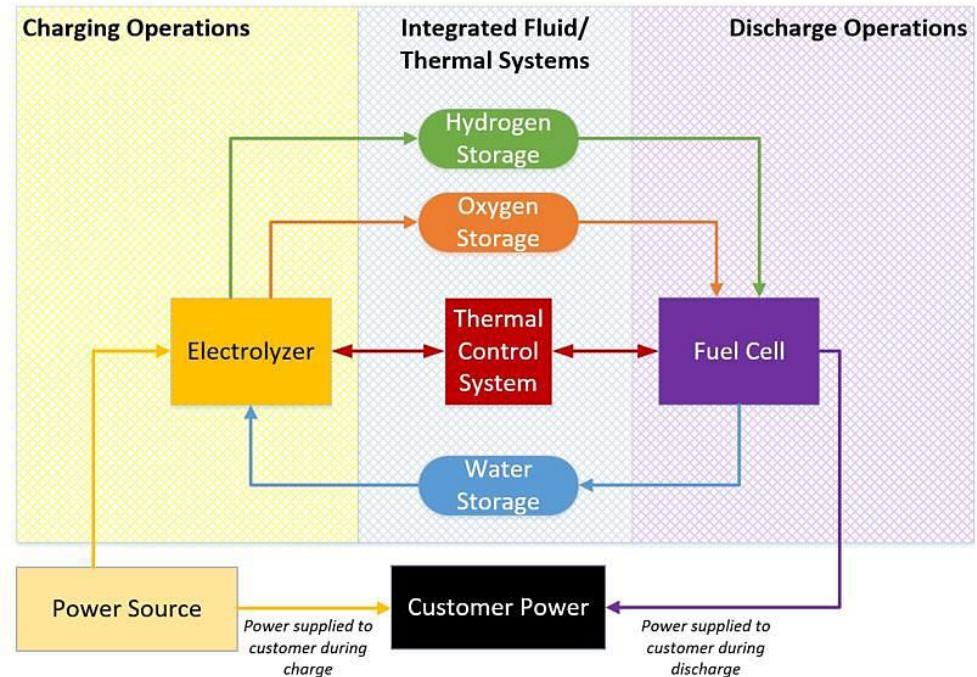 Charging Operations
Integrated Fluid/
Thermal Systems
Discharge Operations
Hydrogen
Storage
Oxygen
Storage
Electrolyzer
Thermal
Control
System
Fuel Cell
Water
Storage
Power Source
Customer Power
Power supplied to
customer during
charge
Power supplied to
customer during
discharge